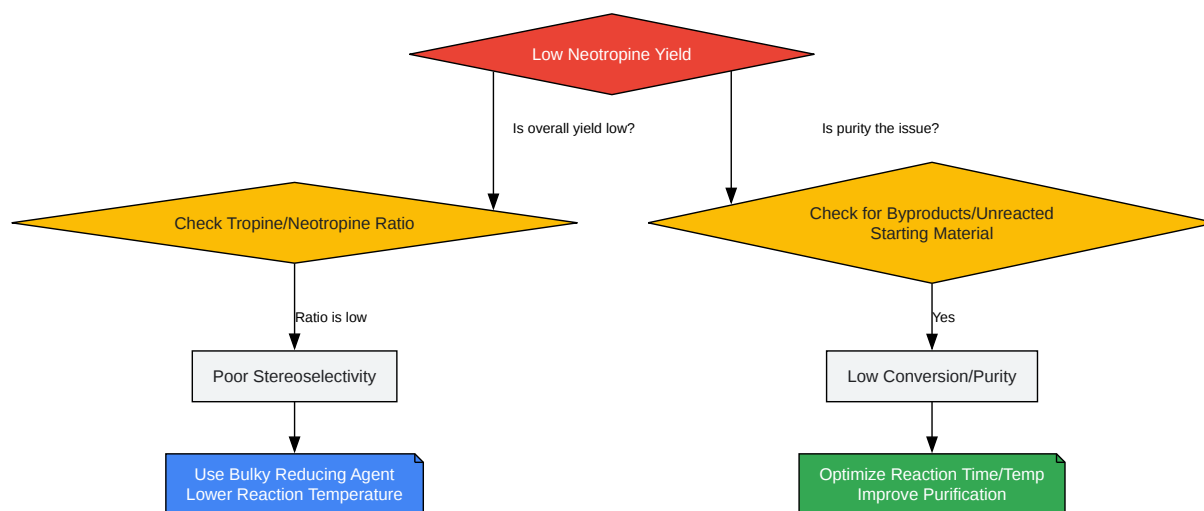 Low Neotropine Yield
Is overall yield low?
Is purity the issue?
Check Tropine/Neotropine Ratio
Check for Byproducts/Unreacted
Starting Material
Ratio is low
Yes
Poor Stereoselectivity
Low Conversion/Purity
Use Bulky Reducing Agent
Lower Reaction Temperature
Optimize Reaction Time/Temp
Improve Purification